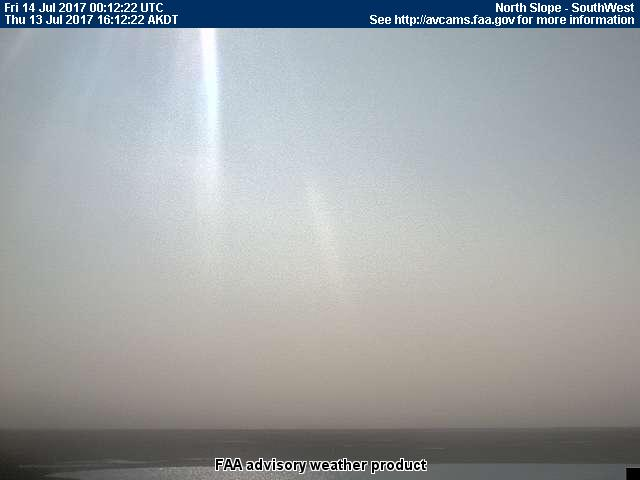 Fri 14 Jul 2017 00:12:22 UTC
North Slope - SouthWest
Thu 13 Jul 2017 16:12:22 AKDT
See http://avcams.faa.gov for more information
FAA advisory weather product